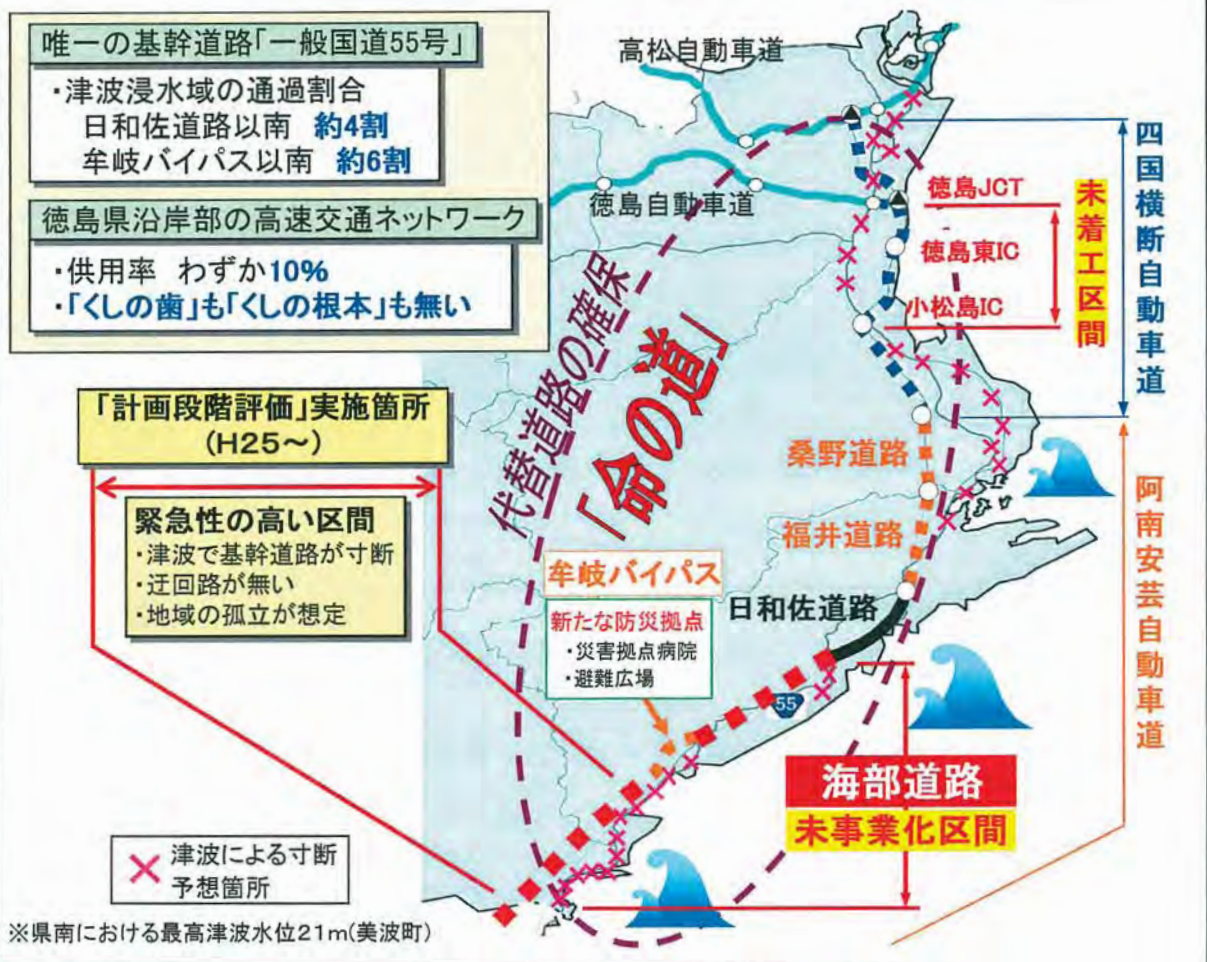 唯一の基幹道路「一般国道55号」
・津波浸水域の通過割合
日和佐道路以南 約4割
牟岐バイパス以南 約6割
徳島県沿岸部の高速交通ネットワーク
・供用率 わずか10%
・「くしの歯」も「くしの根本」も無い
高松自動車道
徳島自動車道
徳島JCT
徳島東IC
小松島IC
未着工区間
四国横断自動車道
代替道路の確保
「命の道」
「計画段階評価」実施箇所
(H25～)
緊急性の高い区間
・津波で基幹道路が寸断
・迂回路が無い
・地域の孤立が想定
桑野道路
福井道路
日和佐道路
牟岐バイパス
新たな防災拠点
・災害拠点病院
・避難広場
55
阿南安芸自動車道
海部道路
未事業化区間
津波による寸断
予想箇所
※県南における最高津波水位21m(美波町)